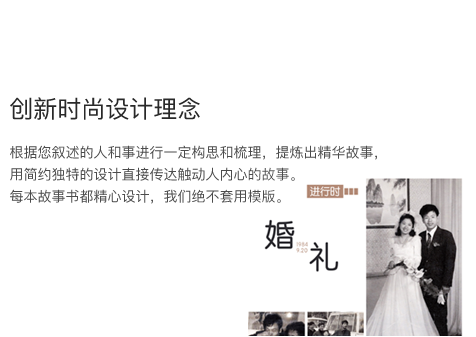 创新时尚设计理念
根据您叙述的人和事进行一定构思和梳理，提炼出精华故事，
用简约独特的设计直接传达触动人内心的故事。
每本故事书都精心设计，我们绝不套用模版。
进行时
婚
1988
9.20
礼